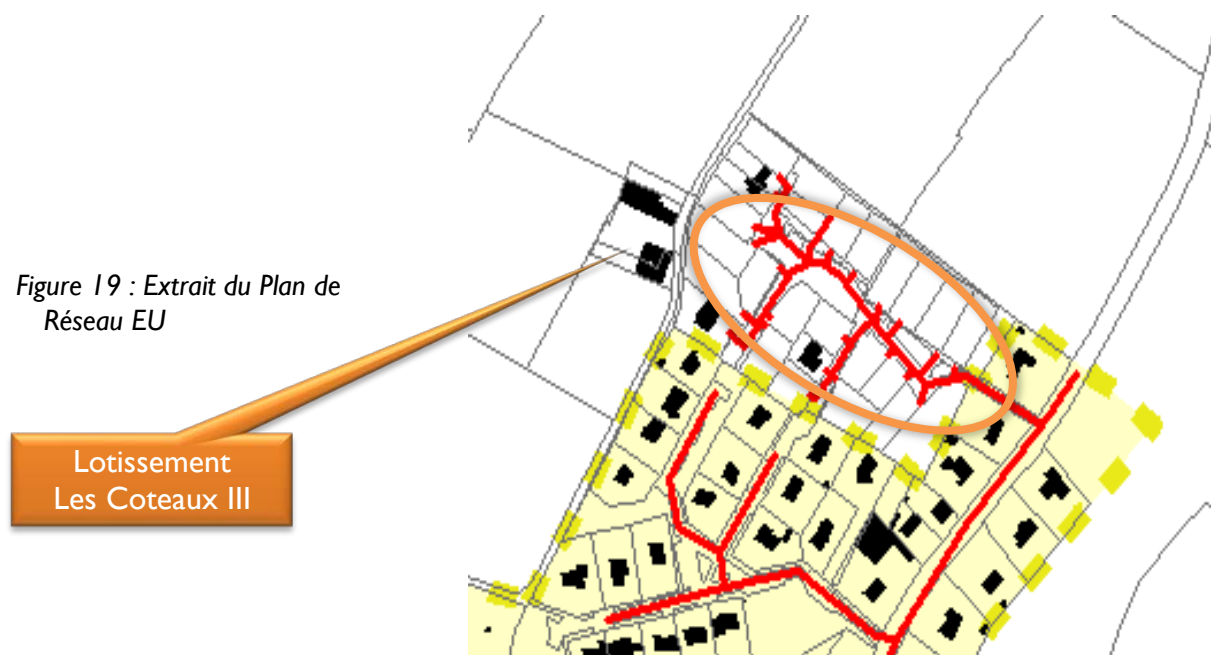 Figure 19 : Extrait du Plan de
Réseau EU
Lotissement
Les Coteaux III